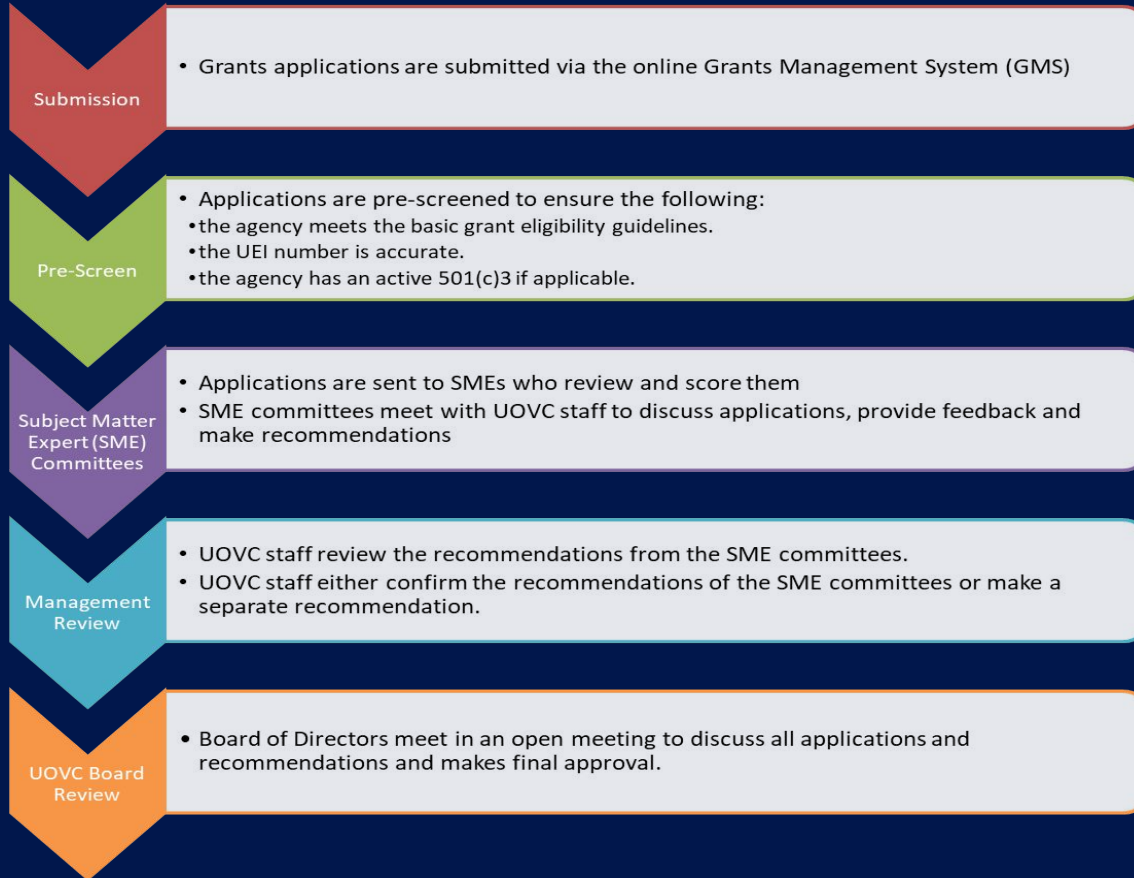 Submission
• Grants applications are submitted via the online Grants Management System (GMS)
Pre-Screen
• Applications are pre-screened to ensure the following:
•the agency meets the basic grant eligibility guidelines.
•the UEI number is accurate.
•the agency has an active 501(c)3 if applicable.
Subject Matter
Expert (SME)
Committees
• Applications are sent to SMEs who review and score them
• SME committees meet with UOVC staff to discuss applications, provide feedback and
make recommendations
Management
Review
• UOVC staff review the recommendations from the SME committees.
• UOVC staff either confirm the recommendations of the SME committees or make a
separate recommendation.
UOVC Board
Review
• Board of Directors meet in an open meeting to discuss all applications and
recommendations and makes final approval.